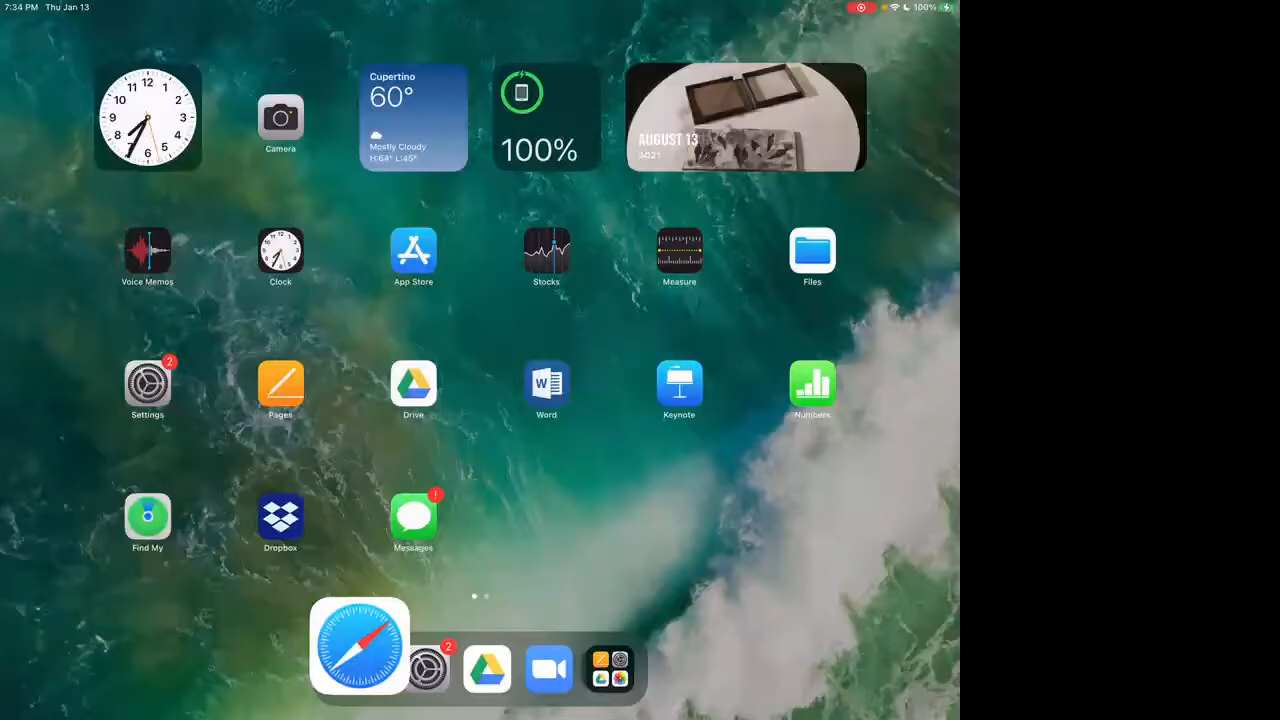 7:34 PM Thu Jan 13
100%
12
1
2
3
4
5
6
8
9
10
11
Camera
Cupertino
60°
Mostly Cloudy
H:64° L:45°
100%
AUGUST 13
2021
Voice Memos
Clock
App Store
Stocks
Measure
Files
2
Settings
Pages
Drive
W
Word
Keynote
Numbers
Find My
Dropbox
!
Messages
2